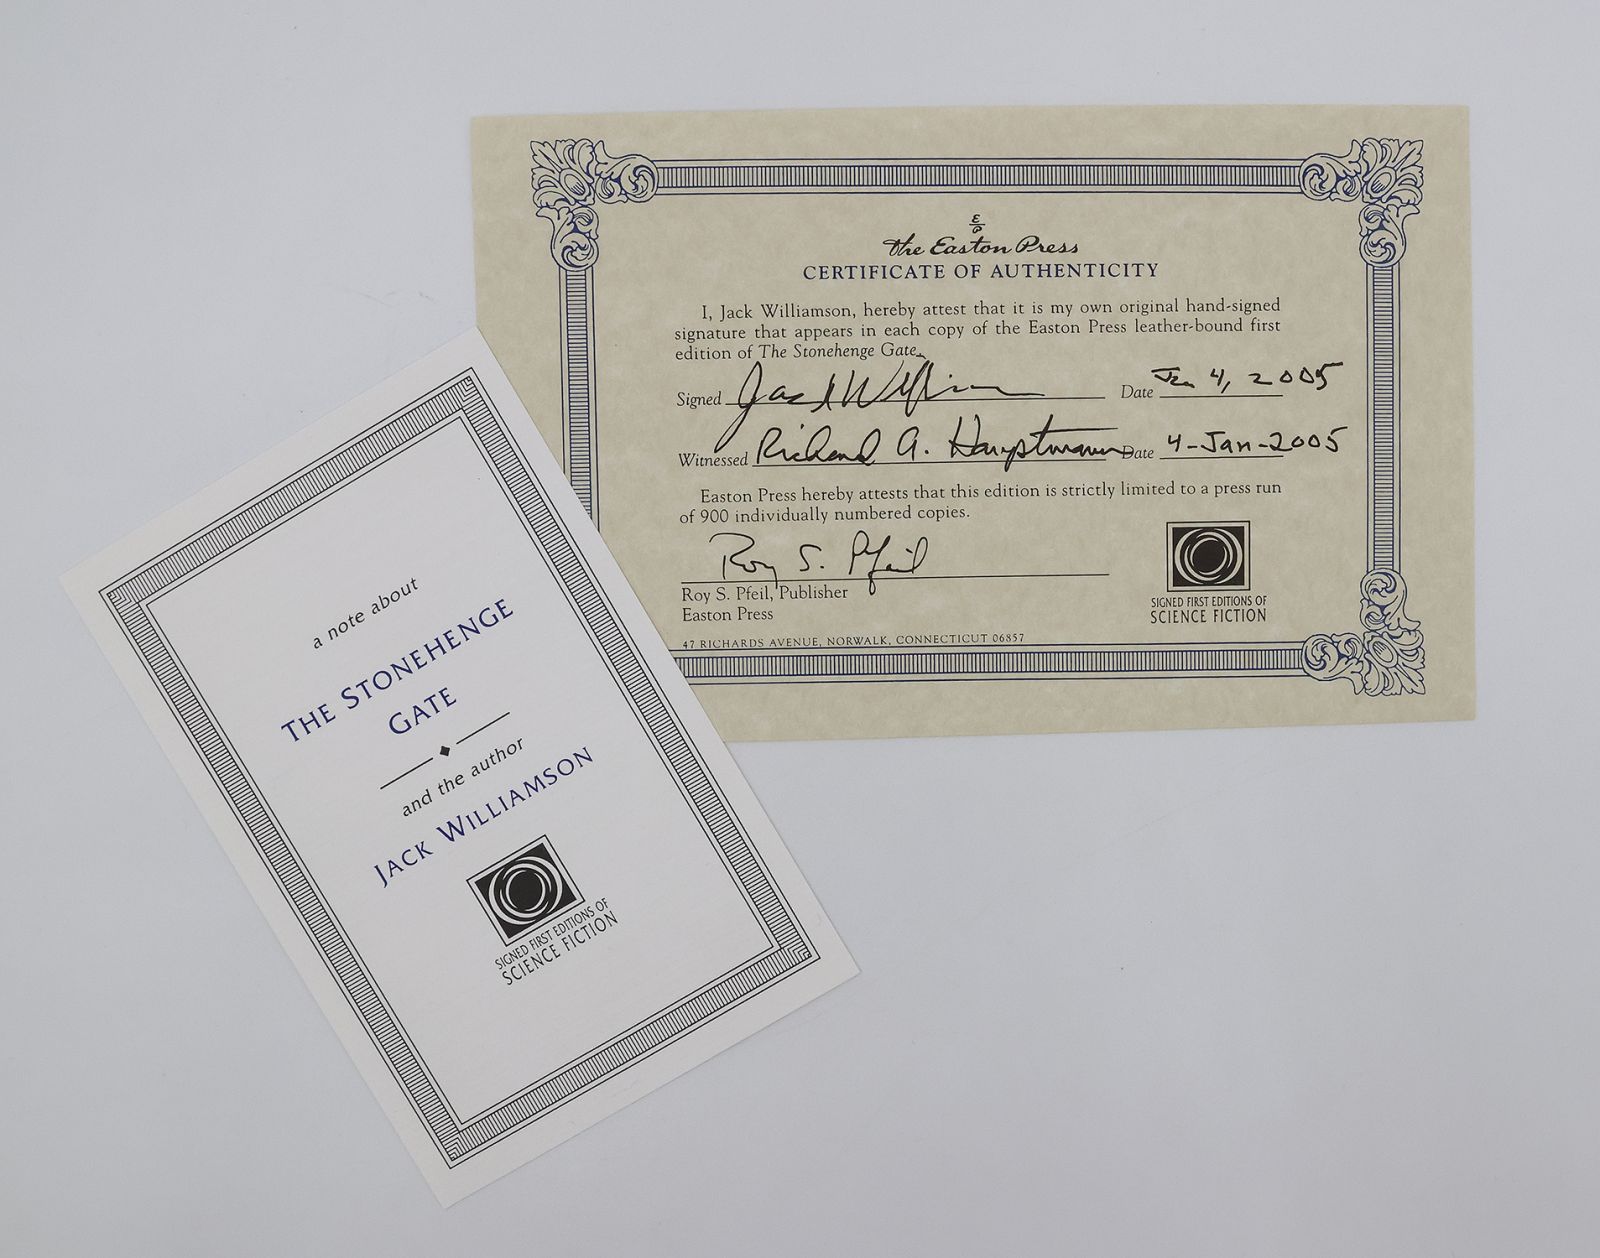 E/P
the Easton Press
CERTIFICATE OF AUTHENTICITY
I, Jack Williamson, hereby attest that it is my own original hand-signed
signature that appears in each copy of the Easton Press leather-bound first
edition of The Stonehenge Gate.
Signed Jack Williamson Date Jan 4, 2005
Witnessed Richard A. Hauptmann Date 4-Jan-2005
Easton Press hereby attests that this edition is strictly limited to a press run
of 900 individually numbered copies.
Roy S. Pfeil
Roy S. Pfeil, Publisher
Easton Press
47 RICHARDS AVENUE, NORWALK, CONNECTICUT 06857
SIGNED FIRST EDITIONS OF
SCIENCE FICTION
a note about
THE STONEHENGE
GATE
and the author
JACK WILLIAMSON
SIGNED FIRST EDITIONS OF
SCIENCE FICTION